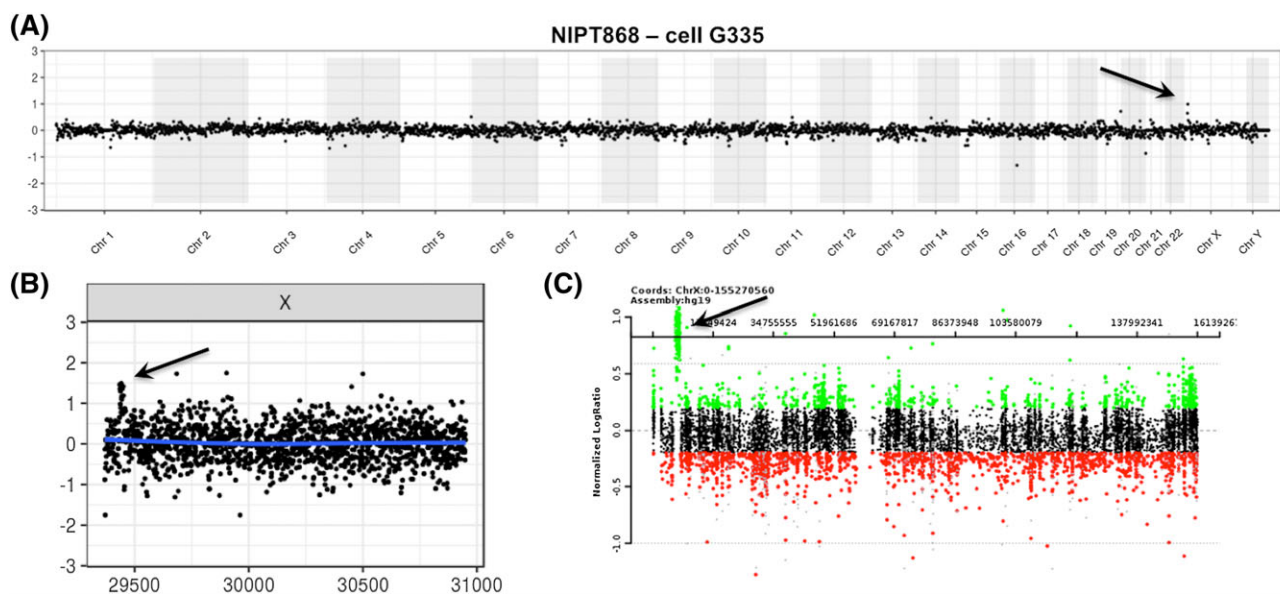 (A)
NIPT868 – cell G335
3
2
1
0
-1
-2
-3
Chr 1
Chr 2
Chr 3
Chr 4
Chr 5
Chr 6
Chr 7
Chr 8
Chr 9
Chr 10
Chr 11
Chr 12
Chr 13
Chr 14
Chr 15
Chr 16
Chr 17
Chr 18
Chr 19
Chr 20
Chr 21
Chr 22
Chr X
Chr Y
(B)
X
3
2
1
0
-1
-2
-3
29500
30000
30500
31000
(C)
Coords: ChrX:0-155270560
Assembly:hg19
34755555 51961686 69167817 86373948 103580079 137992341
Normalized LogRatio
1.0
0.5
0.0
-0.5
-1.0